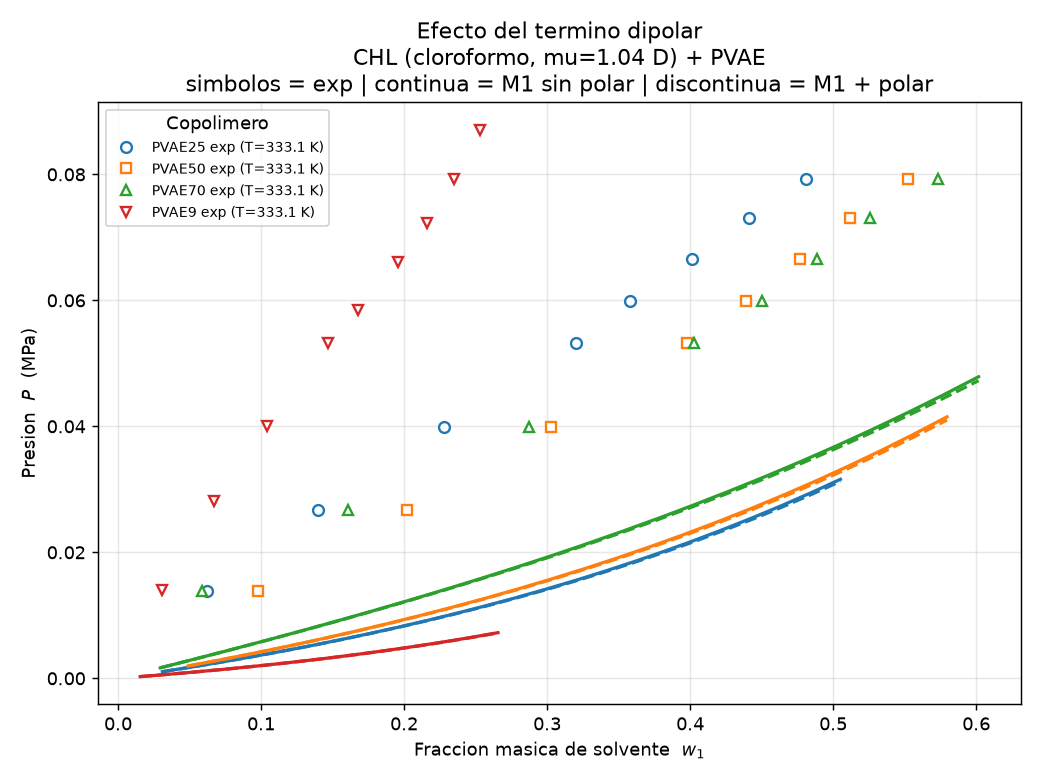 Efecto del termino dipolar
CHL (cloroformo, mu=1.04 D) + PVAE
simbolos = exp | continua = M1 sin polar | discontinua = M1 + polar
Copolimero
PVAE25 exp (T=333.1 K)
PVAE50 exp (T=333.1 K)
PVAE70 exp (T=333.1 K)
PVAE9 exp (T=333.1 K)
Presion P (MPa)
0.08
0.06
0.04
0.02
0.00
0.0 0.1 0.2 0.3 0.4 0.5 0.6
Fraccion masica de solvente w₁